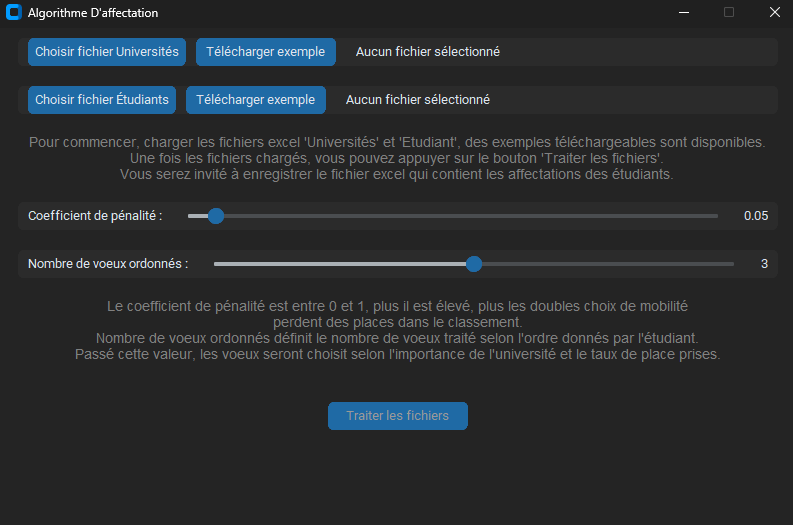 Algorithme D'affectation
Choisir fichier Universités Télécharger exemple Aucun fichier sélectionné
Choisir fichier Étudiants Télécharger exemple Aucun fichier sélectionné
Pour commencer, charger les fichiers excel 'Universités' et 'Etudiant', des exemples téléchargeables sont disponibles.
Une fois les fichiers chargés, vous pouvez appuyer sur le bouton 'Traiter les fichiers'.
Vous serez invité à enregistrer le fichier excel qui contient les affectations des étudiants.
Coefficient de pénalité : 0.05
Nombre de voeux ordonnés : 3
Le coefficient de pénalité est entre 0 et 1, plus il est élevé, plus les doubles choix de mobilité
perdent des places dans le classement.
Nombre de voeux ordonnés définit le nombre de voeux traité selon l'ordre donnés par l'étudiant.
Passé cette valeur, les voeux seront choisit selon l'importance de l'université et le taux de place prises.
Traiter les fichiers